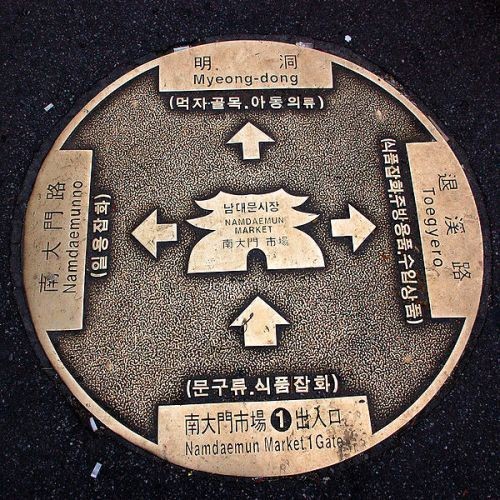 明 洞
Myeong-dong
(먹자골목.아동의류)
南大門路
Namdaemunno
(일용잡화)
남대문시장
NAMDAEMUN
MARKET
南大門 市場
退溪路
Toegyero
(식품잡화,주방용품,수입상품)
(문구류.식품잡화)
南大門市場 1 出入口
Namdaemun Market.1 Gate